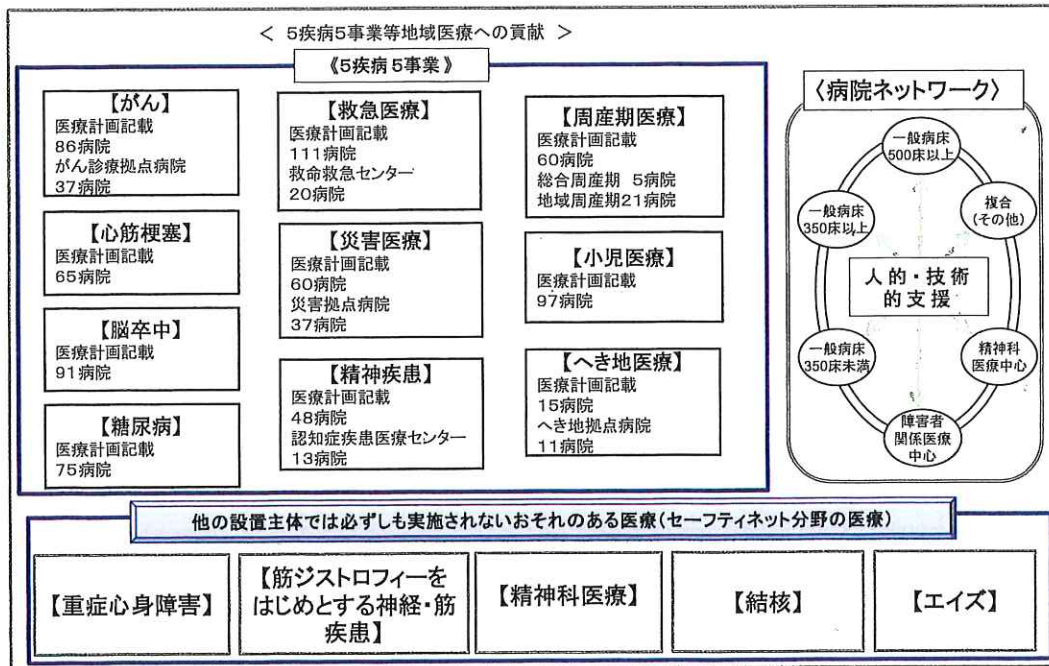 ＜ 5疾病5事業等地域医療への貢献 ＞
《5疾病5事業》
【がん】
医療計画記載
86病院
がん診療拠点病院
37病院
【心筋梗塞】
医療計画記載
65病院
【脳卒中】
医療計画記載
91病院
【糖尿病】
医療計画記載
75病院
【救急医療】
医療計画記載
111病院
救命救急センター
20病院
【災害医療】
医療計画記載
60病院
災害拠点病院
37病院
【精神疾患】
医療計画記載
48病院
認知症疾患医療センター
13病院
【周産期医療】
医療計画記載
60病院
総合周産期 5病院
地域周産期21病院
【小児医療】
医療計画記載
97病院
【へき地医療】
医療計画記載
15病院
へき地拠点病院
11病院
〈病院ネットワーク〉
一般病床
500床以上
一般病床
350床以上
複合
(その他)
人的・技術
的支援
一般病床
350床未満
精神科
医療中心
障害者
関係医療
中心
他の設置主体では必ずしも実施されないおそれのある医療(セーフティネット分野の医療)
【重症心身障害】
【筋ジストロフィーを
はじめとする神経・筋
疾患】
【精神科医療】
【結核】
【エイズ】